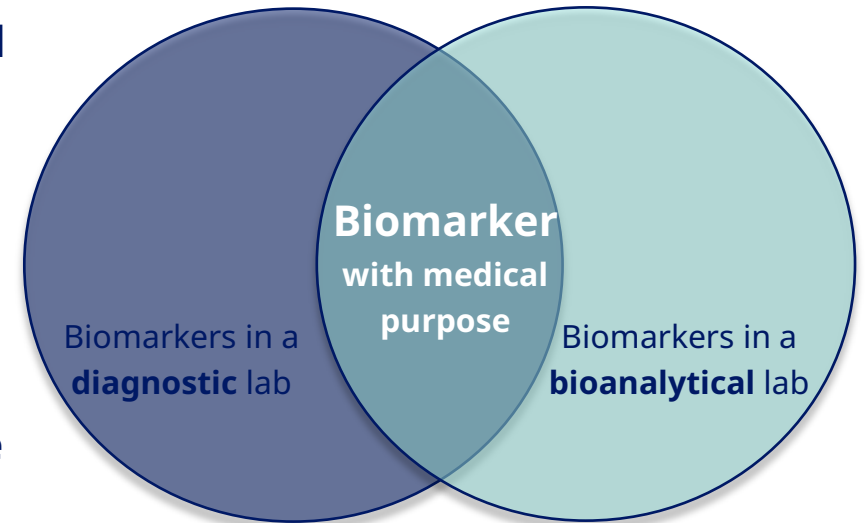 Biomarker
with medical
purpose
Biomarkers in a
diagnostic lab
Biomarkers in a
bioanalytical lab